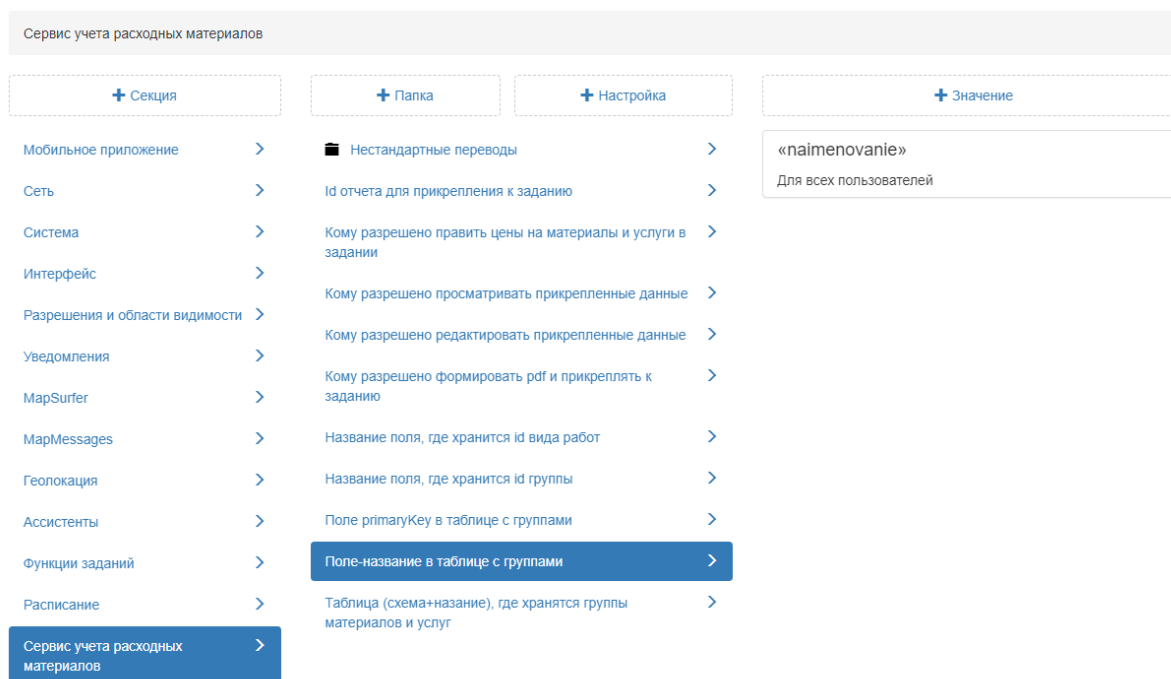 Сервис учета расходных материалов
+ Секция
+ Папка
+ Настройка
+ Значение
Мобильное приложение
Сеть
Система
Интерфейс
Разрешения и области видимости
Уведомления
MapSurfer
MapMessages
Геолокация
Ассистенты
Функции заданий
Расписание
Сервис учета расходных
материалов
Нестандартные переводы
Id отчета для прикрепления к заданию
Кому разрешено править цены на материалы и услуги в
задании
Кому разрешено просматривать прикрепленные данные
Кому разрешено редактировать прикрепленные данные
Кому разрешено формировать pdf и прикреплять к
заданию
Название поля, где хранится id вида работ
Название поля, где хранится id группы
Поле primaryKey в таблице с группами
Поле-название в таблице с группами
Таблица (схема+назание), где хранятся группы
материалов и услуг
«naimenovanie»
Для всех пользователей